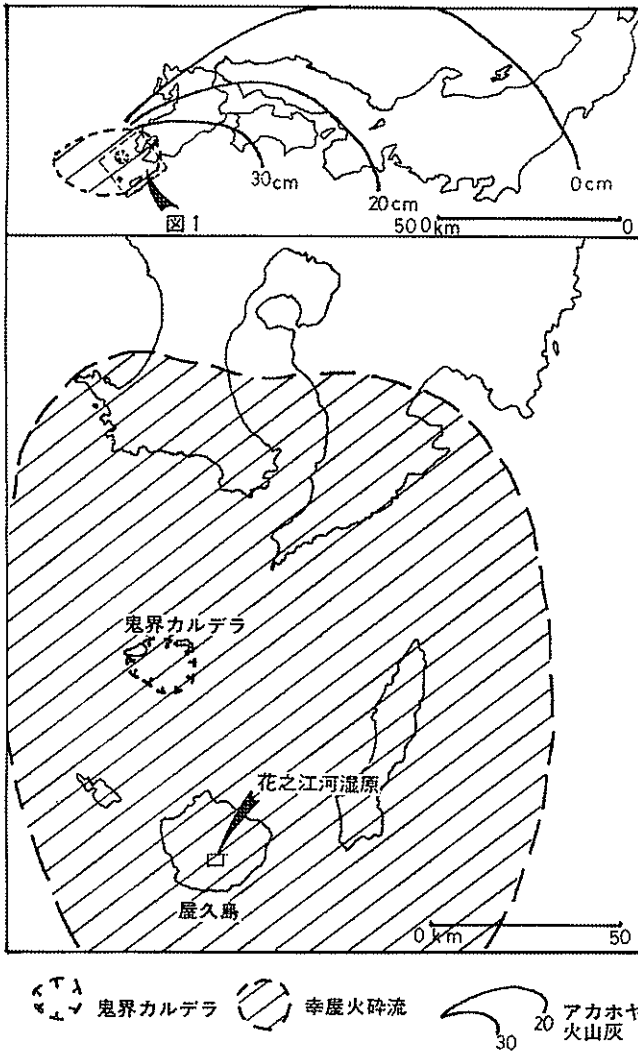 30cm
20cm
0cm
図1
500km 0
鬼界カルデラ
花之江河湿原
屋久島
0km 50
鬼界カルデラ 幸屋火砕流 20 アカホヤ
30 火山灰